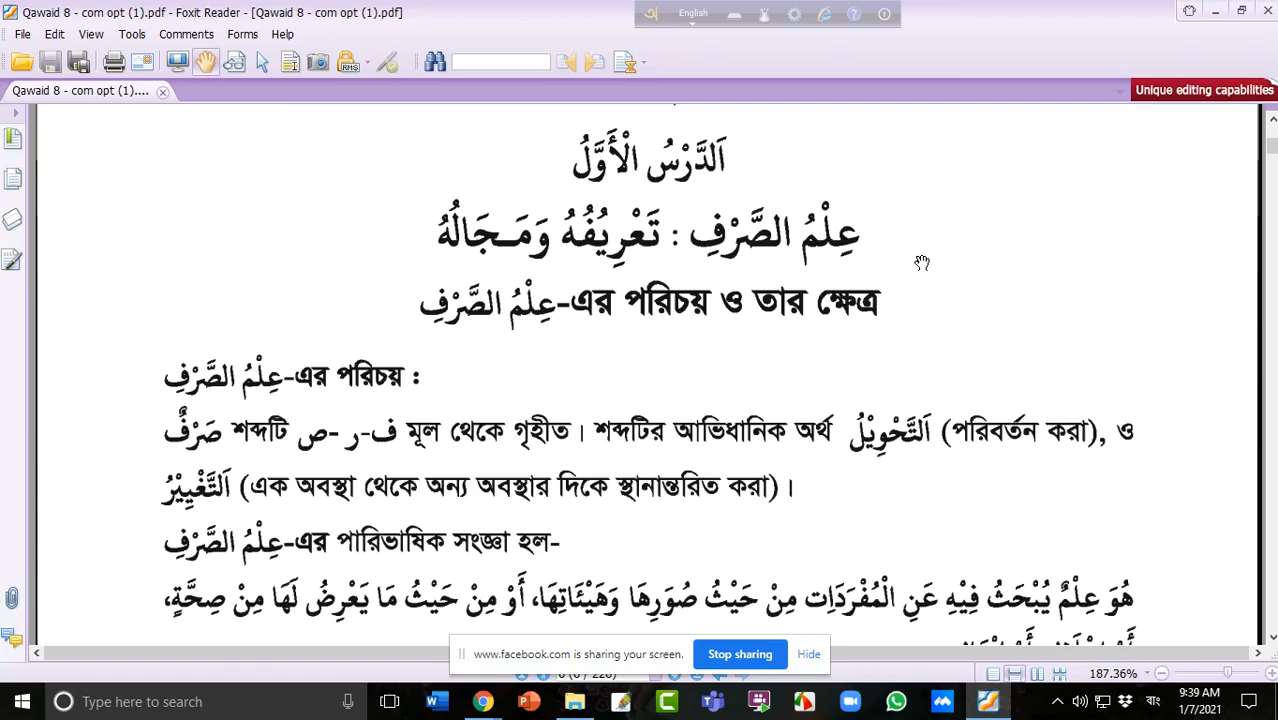 Qawaid 8 - com opt (1).pdf - Foxit Reader - [Qawaid 8 - com opt (1).pdf]
English
File Edit View Tools Comments Forms Help
Qawaid 8 - com opt (1)....
Unique editing capabilities
اَلدَّرْسُ الْأَوَّلُ
عِلْمُ الصَّرْفِ : تَعْرِيْفُهُ وَمَجَالُهُ
عِلْمُ الصَّرْفِ-এর পরিচয় ও তার ক্ষেত্র
عِلْمُ الصَّرْفِ-এর পরিচয় :
صَرْفٌ শব্দটি ص- ر-ف মূল থেকে গৃহীত। শব্দটির আভিধানিক অর্থ اَلتَّحْوِيْلُ (পরিবর্তন করা), ও
اَلتَّغْيِيْرُ (এক অবস্থা থেকে অন্য অবস্থার দিকে স্থানান্তরিত করা)।
عِلْمُ الصَّرْفِ-এর পারিভাষিক সংজ্ঞা হল-
هُوَ عِلْمٌ يُبْحَثُ فِيْهِ عَنِ الْمُفْرَدَاتِ مِنْ حَيْثُ صُوَرِهَا وَهَيْئَاتِهَا، أَوْ مِنْ حَيْثُ مَا يَعْرِضُ لَهَا مِنْ صِحَّةٍ،
www.facebook.com is sharing your screen. Stop sharing Hide
187.36%
Type here to search
বাং
9:39 AM
1/7/2021